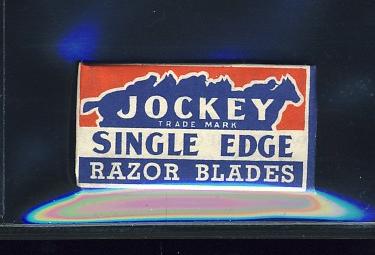 JOCKEY
TRADE MARK
SINGLE EDGE
RAZOR BLADES